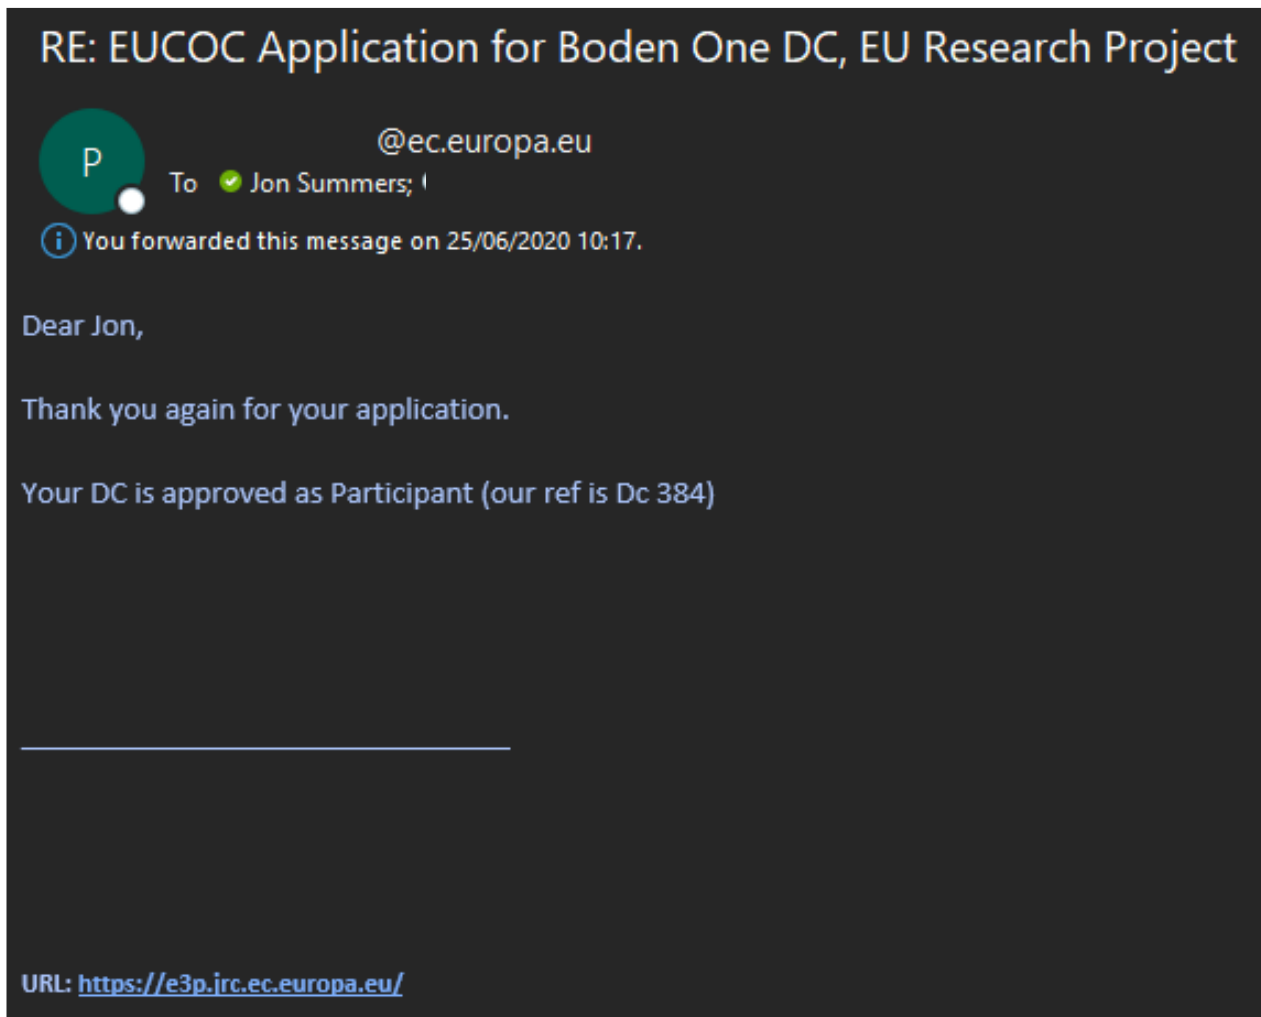 RE: EUCOC Application for Boden One DC, EU Research Project
P
@ec.europa.eu
To Jon Summers;
You forwarded this message on 25/06/2020 10:17.
Dear Jon,
Thank you again for your application.
Your DC is approved as Participant (our ref is Dc 384)
URL: https://e3p.jrc.ec.europa.eu/